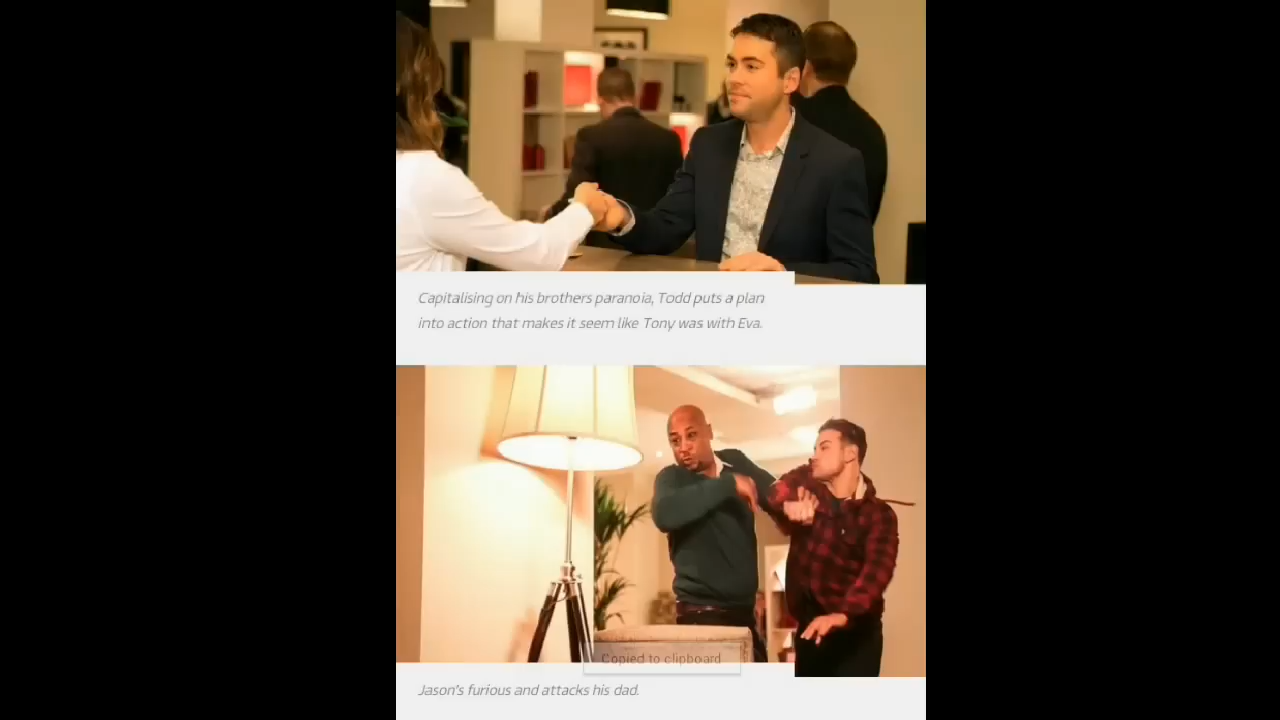 Capitalising on his brothers paranoia, Todd puts a plan
into action that makes it seem like Tony was with Eva.
Copied to clipboard
Jason's furious and attacks his dad.